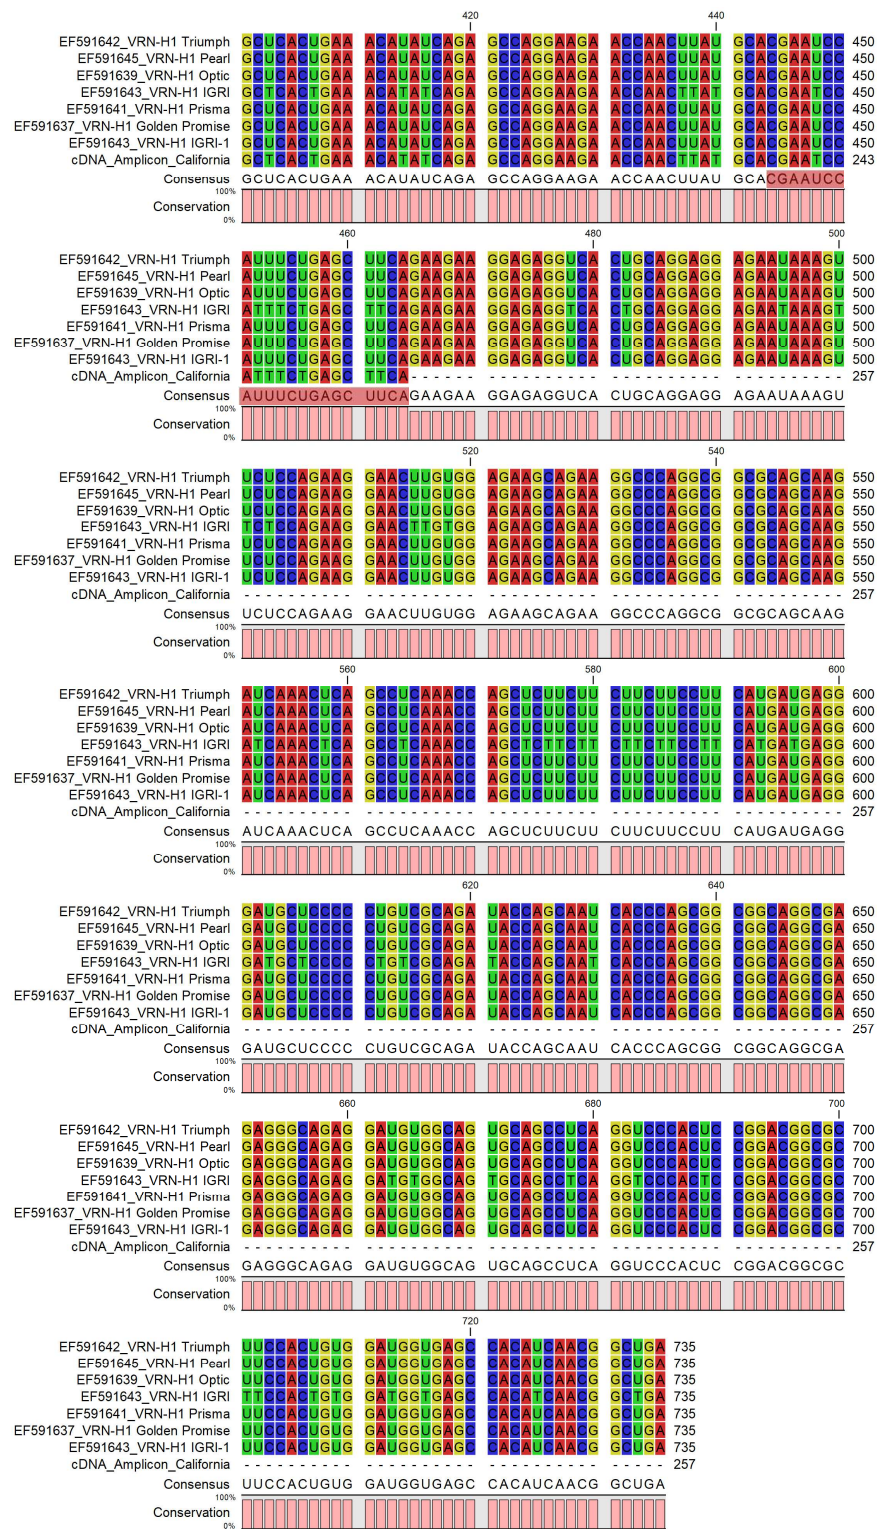 420 440
EF591642_VRN-H1 Triumph GCUCACUGAA ACAUAUCAGA GCCAGGAAGA ACCAACUUAU GCACGAAUCC 450
EF591645_VRN-H1 Pearl GCUCACUGAA ACAUAUCAGA GCCAGGAAGA ACCAACUUAU GCACGAAUCC 450
EF591639_VRN-H1 Optic GCUCACUGAA ACAUAUCAGA GCCAGGAAGA ACCAACUUAU GCACGAAUCC 450
EF591643_VRN-H1 IGRI GCTCACTGAA ACATATCAGA GCCAGGAAGA ACCAACTTAT GCACGAATCC 450
EF591641_VRN-H1 Prisma GCUCACUGAA ACAUAUCAGA GCCAGGAAGA ACCAACUUAU GCACGAAUCC 450
EF591637_VRN-H1 Golden Promise GCUCACUGAA ACAUAUCAGA GCCAGGAAGA ACCAACUUAU GCACGAAUCC 450
EF591643_VRN-H1 IGRI-1 GCUCACUGAA ACAUAUCAGA GCCAGGAAGA ACCAACUUAU GCACGAAUCC 450
cDNA_Amplicon_California GCTCACTGAA ACATATCAGA GCCAGGAAGA ACCAACTTAT GCACGAATCC 243
Consensus GCUCACUGAA ACAUAUCAGA GCCAGGAAGA ACCAACUUAU GCACGAAUCC
100%
Conservation
0%
460 480 500
EF591642_VRN-H1 Triumph AUUUCUGAGC UUCAGAAGAA GGAGAGGUCA CUGCAGGAGG AGAAUAAAGU 500
EF591645_VRN-H1 Pearl AUUUCUGAGC UUCAGAAGAA GGAGAGGUCA CUGCAGGAGG AGAAUAAAGU 500
EF591639_VRN-H1 Optic AUUUCUGAGC UUCAGAAGAA GGAGAGGUCA CUGCAGGAGG AGAAUAAAGU 500
EF591643_VRN-H1 IGRI ATTTCTGAGC TTCAGAAGAA GGAGAGGTCA CTGCAGGAGG AGAATAAAGT 500
EF591641_VRN-H1 Prisma AUUUCUGAGC UUCAGAAGAA GGAGAGGUCA CUGCAGGAGG AGAAUAAAGU 500
EF591637_VRN-H1 Golden Promise AUUUCUGAGC UUCAGAAGAA GGAGAGGUCA CUGCAGGAGG AGAAUAAAGU 500
EF591643_VRN-H1 IGRI-1 AUUUCUGAGC UUCAGAAGAA GGAGAGGUCA CUGCAGGAGG AGAAUAAAGU 500
cDNA_Amplicon_California ATTTCTGAGC TTCA------ ---------- ---------- ---------- 257
Consensus AUUUCUGAGC UUCAGAAGAA GGAGAGGUCA CUGCAGGAGG AGAAUAAAGU
100%
Conservation
0%
520 540
EF591642_VRN-H1 Triumph UCUCCAGAAG GAACUUGUGG AGAAGCAGAA GGCCCAGGCG GCGCAGCAAG 550
EF591645_VRN-H1 Pearl UCUCCAGAAG GAACUUGUGG AGAAGCAGAA GGCCCAGGCG GCGCAGCAAG 550
EF591639_VRN-H1 Optic UCUCCAGAAG GAACUUGUGG AGAAGCAGAA GGCCCAGGCG GCGCAGCAAG 550
EF591643_VRN-H1 IGRI TCTCCAGAAG GAACTTGTGG AGAAGCAGAA GGCCCAGGCG GCGCAGCAAG 550
EF591641_VRN-H1 Prisma UCUCCAGAAG GAACUUGUGG AGAAGCAGAA GGCCCAGGCG GCGCAGCAAG 550
EF591637_VRN-H1 Golden Promise UCUCCAGAAG GAACUUGUGG AGAAGCAGAA GGCCCAGGCG GCGCAGCAAG 550
EF591643_VRN-H1 IGRI-1 UCUCCAGAAG GAACUUGUGG AGAAGCAGAA GGCCCAGGCG GCGCAGCAAG 550
cDNA_Amplicon_California ---------- ---------- ---------- ---------- ---------- 257
Consensus UCUCCAGAAG GAACUUGUGG AGAAGCAGAA GGCCCAGGCG GCGCAGCAAG
100%
Conservation
0%
560 580 600
EF591642_VRN-H1 Triumph AUCAAACUCA GCCUCAAACC AGCUCUUCUU CUUCUUCCUU CAUGAUGAGG 600
EF591645_VRN-H1 Pearl AUCAAACUCA GCCUCAAACC AGCUCUUCUU CUUCUUCCUU CAUGAUGAGG 600
EF591639_VRN-H1 Optic AUCAAACUCA GCCUCAAACC AGCUCUUCUU CUUCUUCCUU CAUGAUGAGG 600
EF591643_VRN-H1 IGRI ATCAAACTCA GCCTCAAACC AGCTCTTCTT CTTCTTCCTT CATGATGAGG 600
EF591641_VRN-H1 Prisma AUCAAACUCA GCCUCAAACC AGCUCUUCUU CUUCUUCCUU CAUGAUGAGG 600
EF591637_VRN-H1 Golden Promise AUCAAACUCA GCCUCAAACC AGCUCUUCUU CUUCUUCCUU CAUGAUGAGG 600
EF591643_VRN-H1 IGRI-1 AUCAAACUCA GCCUCAAACC AGCUCUUCUU CUUCUUCCUU CAUGAUGAGG 600
cDNA_Amplicon_California ---------- ---------- ---------- ---------- ---------- 257
Consensus AUCAAACUCA GCCUCAAACC AGCUCUUCUU CUUCUUCCUU CAUGAUGAGG
100%
Conservation
0%
620 640
EF591642_VRN-H1 Triumph GAUGCUCCCC CUGUCGCAGA UACCAGCAAU CACCCAGCGG CGGCAGGCGA 650
EF591645_VRN-H1 Pearl GAUGCUCCCC CUGUCGCAGA UACCAGCAAU CACCCAGCGG CGGCAGGCGA 650
EF591639_VRN-H1 Optic GAUGCUCCCC CUGUCGCAGA UACCAGCAAU CACCCAGCGG CGGCAGGCGA 650
EF591643_VRN-H1 IGRI GATGCTCCCC CTGTCGCAGA TACCAGCAAT CACCCAGCGG CGGCAGGCGA 650
EF591641_VRN-H1 Prisma GAUGCUCCCC CUGUCGCAGA UACCAGCAAU CACCCAGCGG CGGCAGGCGA 650
EF591637_VRN-H1 Golden Promise GAUGCUCCCC CUGUCGCAGA UACCAGCAAU CACCCAGCGG CGGCAGGCGA 650
EF591643_VRN-H1 IGRI-1 GAUGCUCCCC CUGUCGCAGA UACCAGCAAU CACCCAGCGG CGGCAGGCGA 650
cDNA_Amplicon_California ---------- ---------- ---------- ---------- ---------- 257
Consensus GAUGCUCCCC CUGUCGCAGA UACCAGCAAU CACCCAGCGG CGGCAGGCGA
100%
Conservation
0%
660 680 700
EF591642_VRN-H1 Triumph GAGGGCAGAG GAUGUGGCAG UGCAGCCUCA GGUCCCACUC CGGACGGCGC 700
EF591645_VRN-H1 Pearl GAGGGCAGAG GAUGUGGCAG UGCAGCCUCA GGUCCCACUC CGGACGGCGC 700
EF591639_VRN-H1 Optic GAGGGCAGAG GAUGUGGCAG UGCAGCCUCA GGUCCCACUC CGGACGGCGC 700
EF591643_VRN-H1 IGRI GAGGGCAGAG GATGTGGCAG TGCAGCCTCA GGTCCCACTC CGGACGGCGC 700
EF591641_VRN-H1 Prisma GAGGGCAGAG GAUGUGGCAG UGCAGCCUCA GGUCCCACUC CGGACGGCGC 700
EF591637_VRN-H1 Golden Promise GAGGGCAGAG GAUGUGGCAG UGCAGCCUCA GGUCCCACUC CGGACGGCGC 700
EF591643_VRN-H1 IGRI-1 GAGGGCAGAG GAUGUGGCAG UGCAGCCUCA GGUCCCACUC CGGACGGCGC 700
cDNA_Amplicon_California ---------- ---------- ---------- ---------- ---------- 257
Consensus GAGGGCAGAG GAUGUGGCAG UGCAGCCUCA GGUCCCACUC CGGACGGCGC
100%
Conservation
0%
720
EF591642_VRN-H1 Triumph UUCCACUGUG GAUGGUGAGC CACAUCAACG GCUGA 735
EF591645_VRN-H1 Pearl UUCCACUGUG GAUGGUGAGC CACAUCAACG GCUGA 735
EF591639_VRN-H1 Optic UUCCACUGUG GAUGGUGAGC CACAUCAACG GCUGA 735
EF591643_VRN-H1 IGRI TTCCACTGTG GATGGTGAGC CACATCAACG GCTGA 735
EF591641_VRN-H1 Prisma UUCCACUGUG GAUGGUGAGC CACAUCAACG GCUGA 735
EF591637_VRN-H1 Golden Promise UUCCACUGUG GAUGGUGAGC CACAUCAACG GCUGA 735
EF591643_VRN-H1 IGRI-1 UUCCACUGUG GAUGGUGAGC CACAUCAACG GCUGA 735
cDNA_Amplicon_California ---------- ---------- ---------- ----- 257
Consensus UUCCACUGUG GAUGGUGAGC CACAUCAACG GCUGA
100%
Conservation
0%